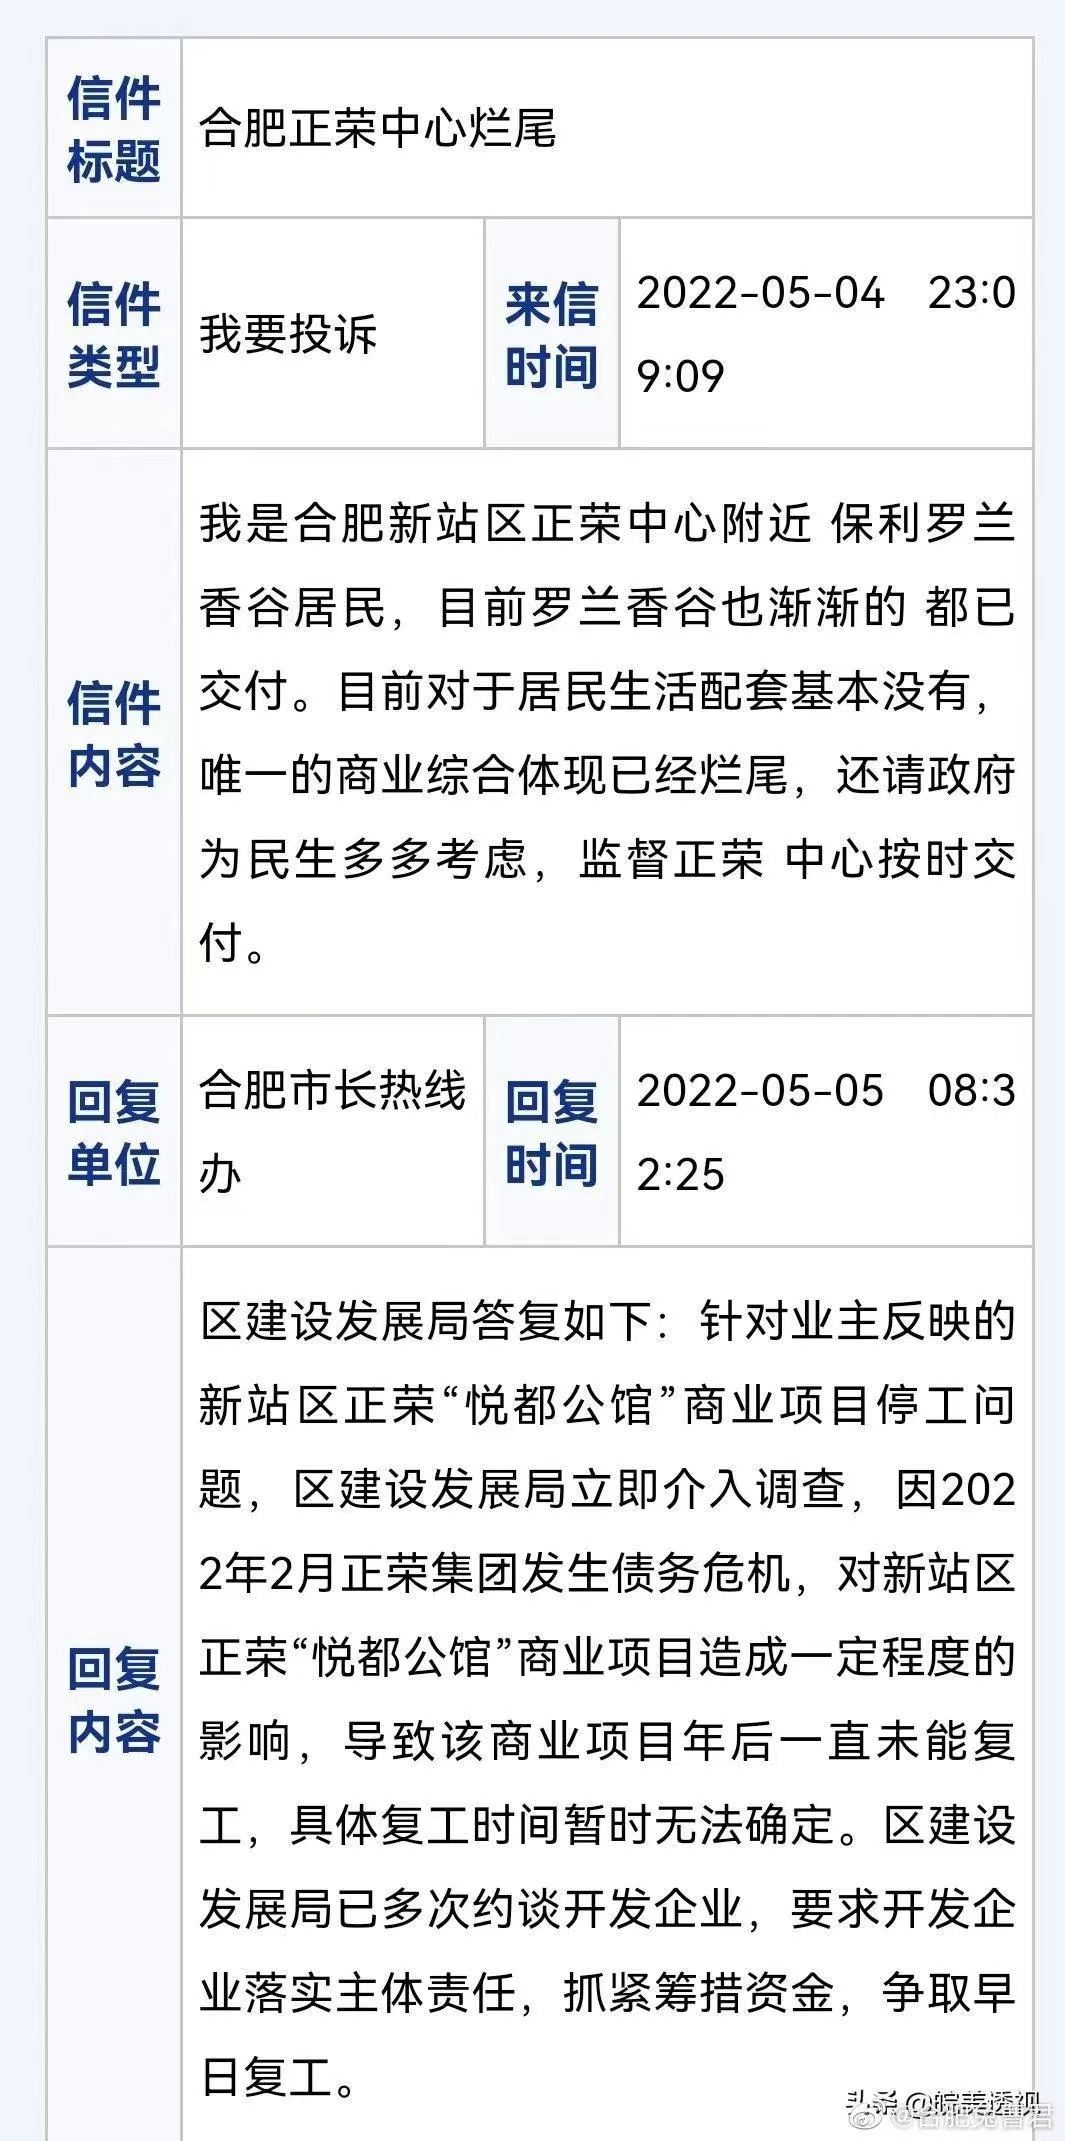 信件
标题
合肥正荣中心烂尾
信件
类型
我要投诉
来信
时间
2022-05-04 23:0
9:09
信件
内容
我是合肥新站区正荣中心附近 保利罗兰
香谷居民，目前罗兰香谷也渐渐的 都已
交付。目前对于居民生活配套基本没有，
唯一的商业综合体现已经烂尾，还请政府
为民生多多考虑，监督正荣 中心按时交
付。
回复
单位
合肥市长热线
办
回复
时间
2022-05-05 08:3
2:25
回复
内容
区建设发展局答复如下：针对业主反映的
新站区正荣“悦都公馆”商业项目停工问
题，区建设发展局立即介入调查，因202
2年2月正荣集团发生债务危机，对新站区
正荣“悦都公馆”商业项目造成一定程度的
影响，导致该商业项目年后一直未能复
工，具体复工时间暂时无法确定。区建设
发展局已多次约谈开发企业，要求开发企
业落实主体责任，抓紧筹措资金，争取早
日复工。
头条 @皖美透视